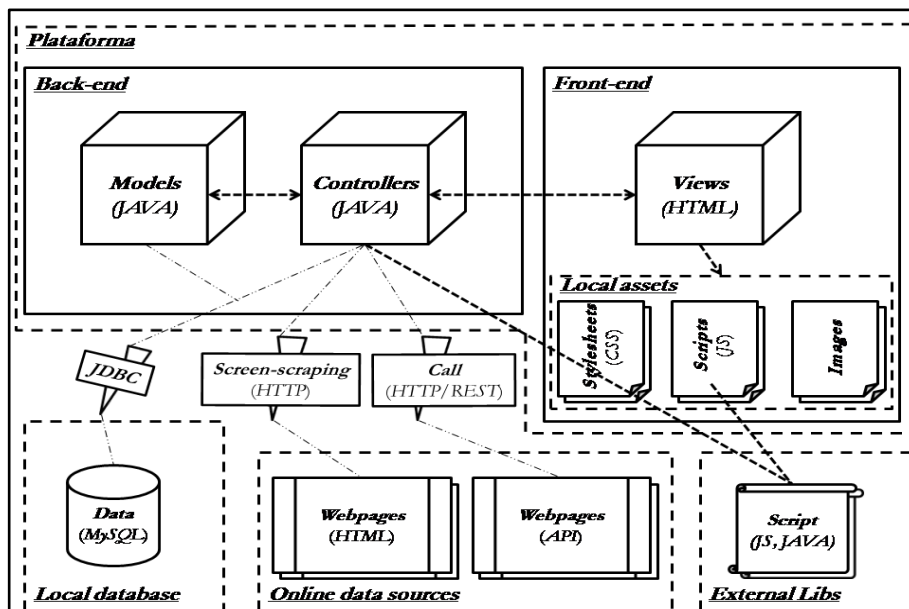 Plataforma
Back-end
Front-end
Models
(JAVA)
Controllers
(JAVA)
Views
(HTML)
Local assets
Stylesheets
(CSS)
Scripts
(JS)
Images
JDBC
Screen-scraping
(HTTP)
Call
(HTTP/REST)
Data
(MySQL)
Local database
Webpages
(HTML)
Webpages
(API)
Online data sources
Script
(JS, JAVA)
External Libs